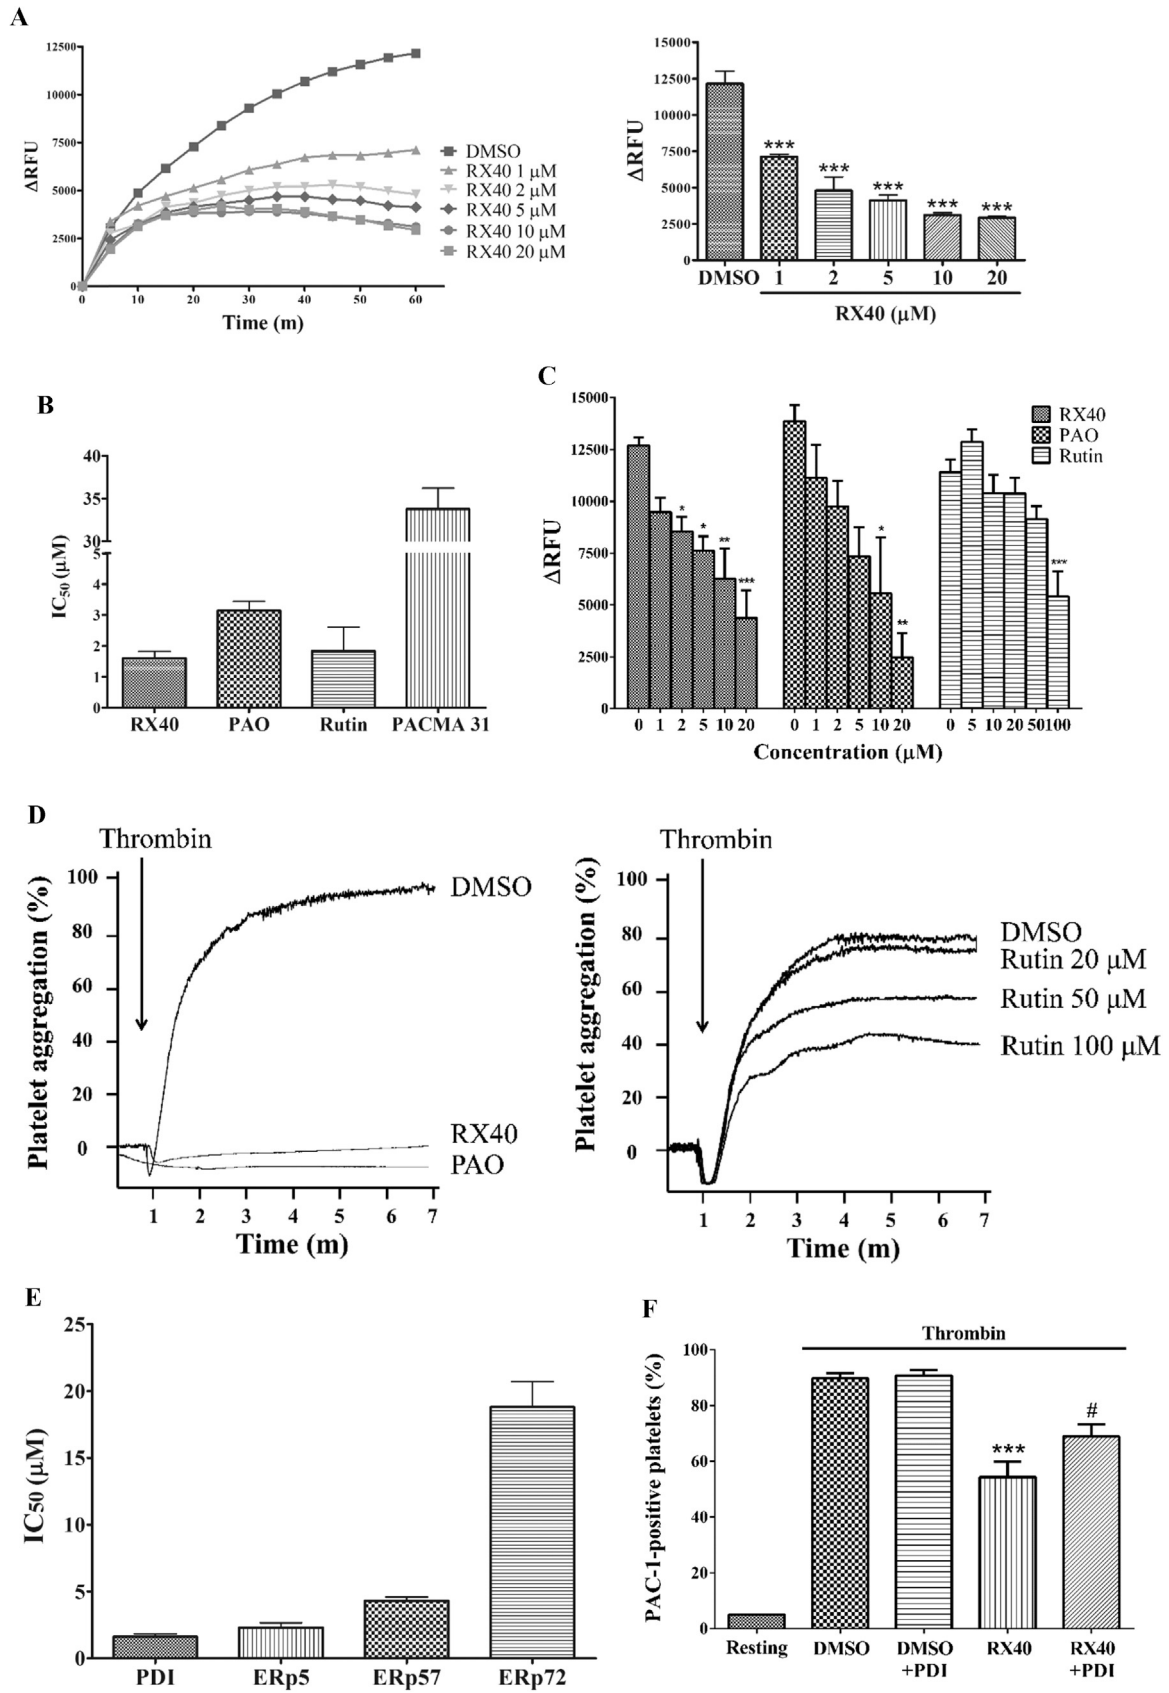 A
12500
10000
7500
5000
2500
0
ΔRFU
0 10 20 30 40 50 60
Time (m)
DMSO
RX40 1 μM
RX40 2 μM
RX40 5 μM
RX40 10 μM
RX40 20 μM
15000
12500
10000
7500
5000
2500
0
ΔRFU
*** *** *** *** ***
DMSO 1 2 5 10 20
RX40 (μM)
B
40
35
30
5
4
3
2
1
0
IC50 (μM)
RX40 PAO Rutin PACMA 31
C
15000
12500
10000
7500
5000
2500
0
ΔRFU
RX40
PAO
Rutin
* * ** *** * ** ***
0 1 2 5 10 20 0 1 2 5 10 20 0 5 10 20 50 100
Concentration (μM)
D
Thrombin
100
80
60
40
20
0
Platelet aggregation (%)
DMSO
RX40
PAO
1 2 3 4 5 6 7
Time (m)
Thrombin
100
80
60
40
20
0
Platelet aggregation (%)
DMSO
Rutin 20 μM
Rutin 50 μM
Rutin 100 μM
1 2 3 4 5 6 7
Time (m)
E
25
20
15
10
5
0
IC50 (μM)
PDI ERp5 ERp57 ERp72
F
Thrombin
100
80
60
40
20
0
PAC-1-positive platelets (%)
***
#
Resting DMSO DMSO RX40 RX40
+PDI +PDI